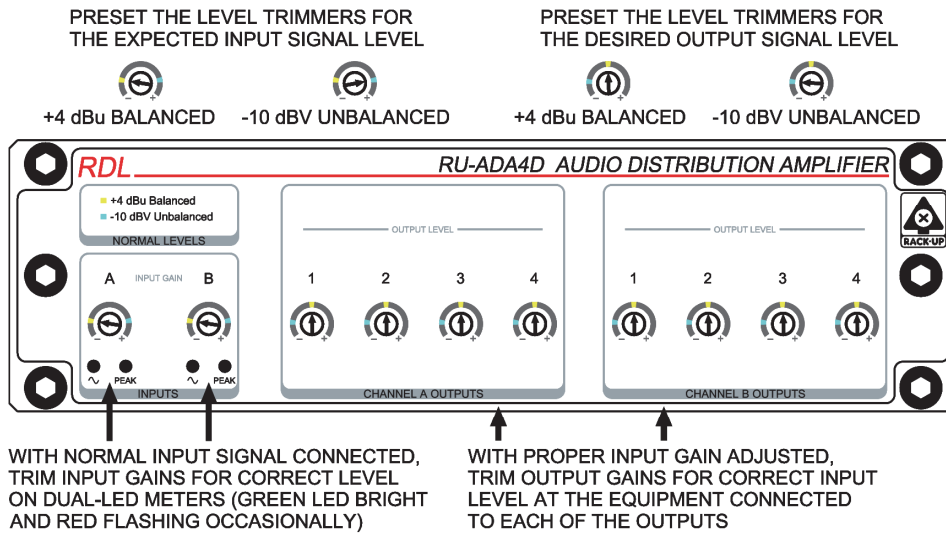 PRESET THE LEVEL TRIMMERS FOR
THE EXPECTED INPUT SIGNAL LEVEL
- +
+4 dBu BALANCED
- +
-10 dBV UNBALANCED
PRESET THE LEVEL TRIMMERS FOR
THE DESIRED OUTPUT SIGNAL LEVEL
- +
+4 dBu BALANCED
- +
-10 dBV UNBALANCED
RDL
RU-ADA4D AUDIO DISTRIBUTION AMPLIFIER
RACK-UP
+4 dBu Balanced
-10 dBV Unbalanced
NORMAL LEVELS
A INPUT GAIN B
- + - +
PEAK PEAK
INPUTS
OUTPUT LEVEL
1 2 3 4
- + - + - + - +
CHANNEL A OUTPUTS
OUTPUT LEVEL
1 2 3 4
- + - + - + - +
CHANNEL B OUTPUTS
WITH NORMAL INPUT SIGNAL CONNECTED,
TRIM INPUT GAINS FOR CORRECT LEVEL
ON DUAL-LED METERS (GREEN LED BRIGHT
AND RED FLASHING OCCASIONALLY)
WITH PROPER INPUT GAIN ADJUSTED,
TRIM OUTPUT GAINS FOR CORRECT INPUT
LEVEL AT THE EQUIPMENT CONNECTED
TO EACH OF THE OUTPUTS